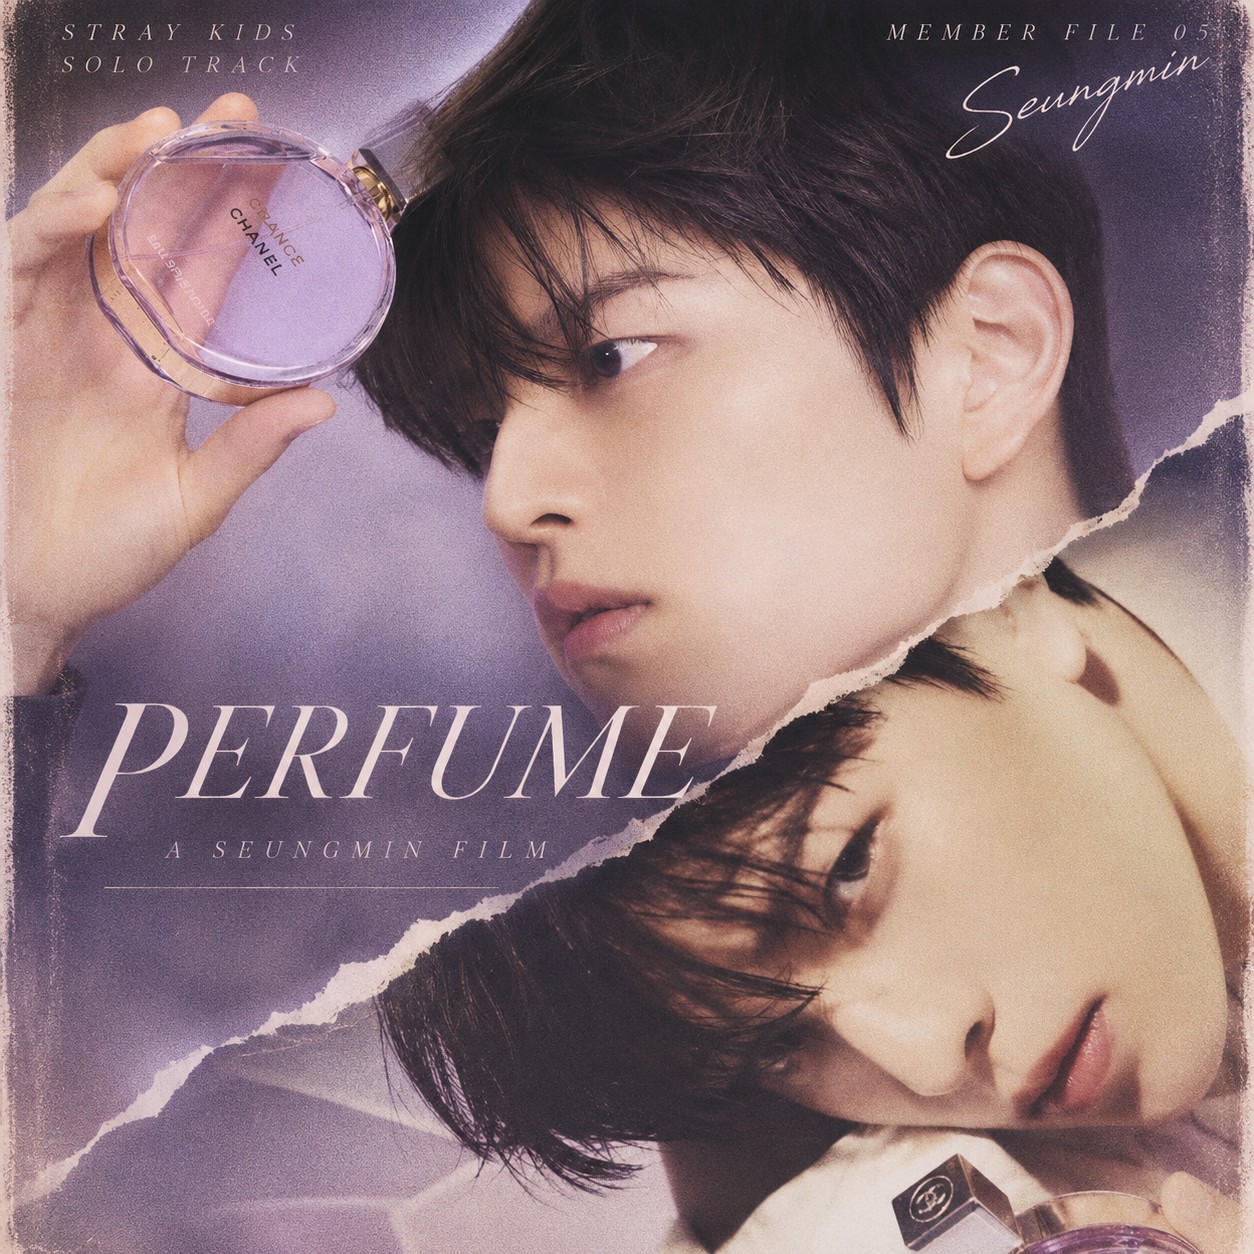 STRAY KIDS
SOLO TRACK
MEMBER FILE 05
Seungmin
CHANCE
CHANEL
PERFUME
A SEUNGMIN FILM